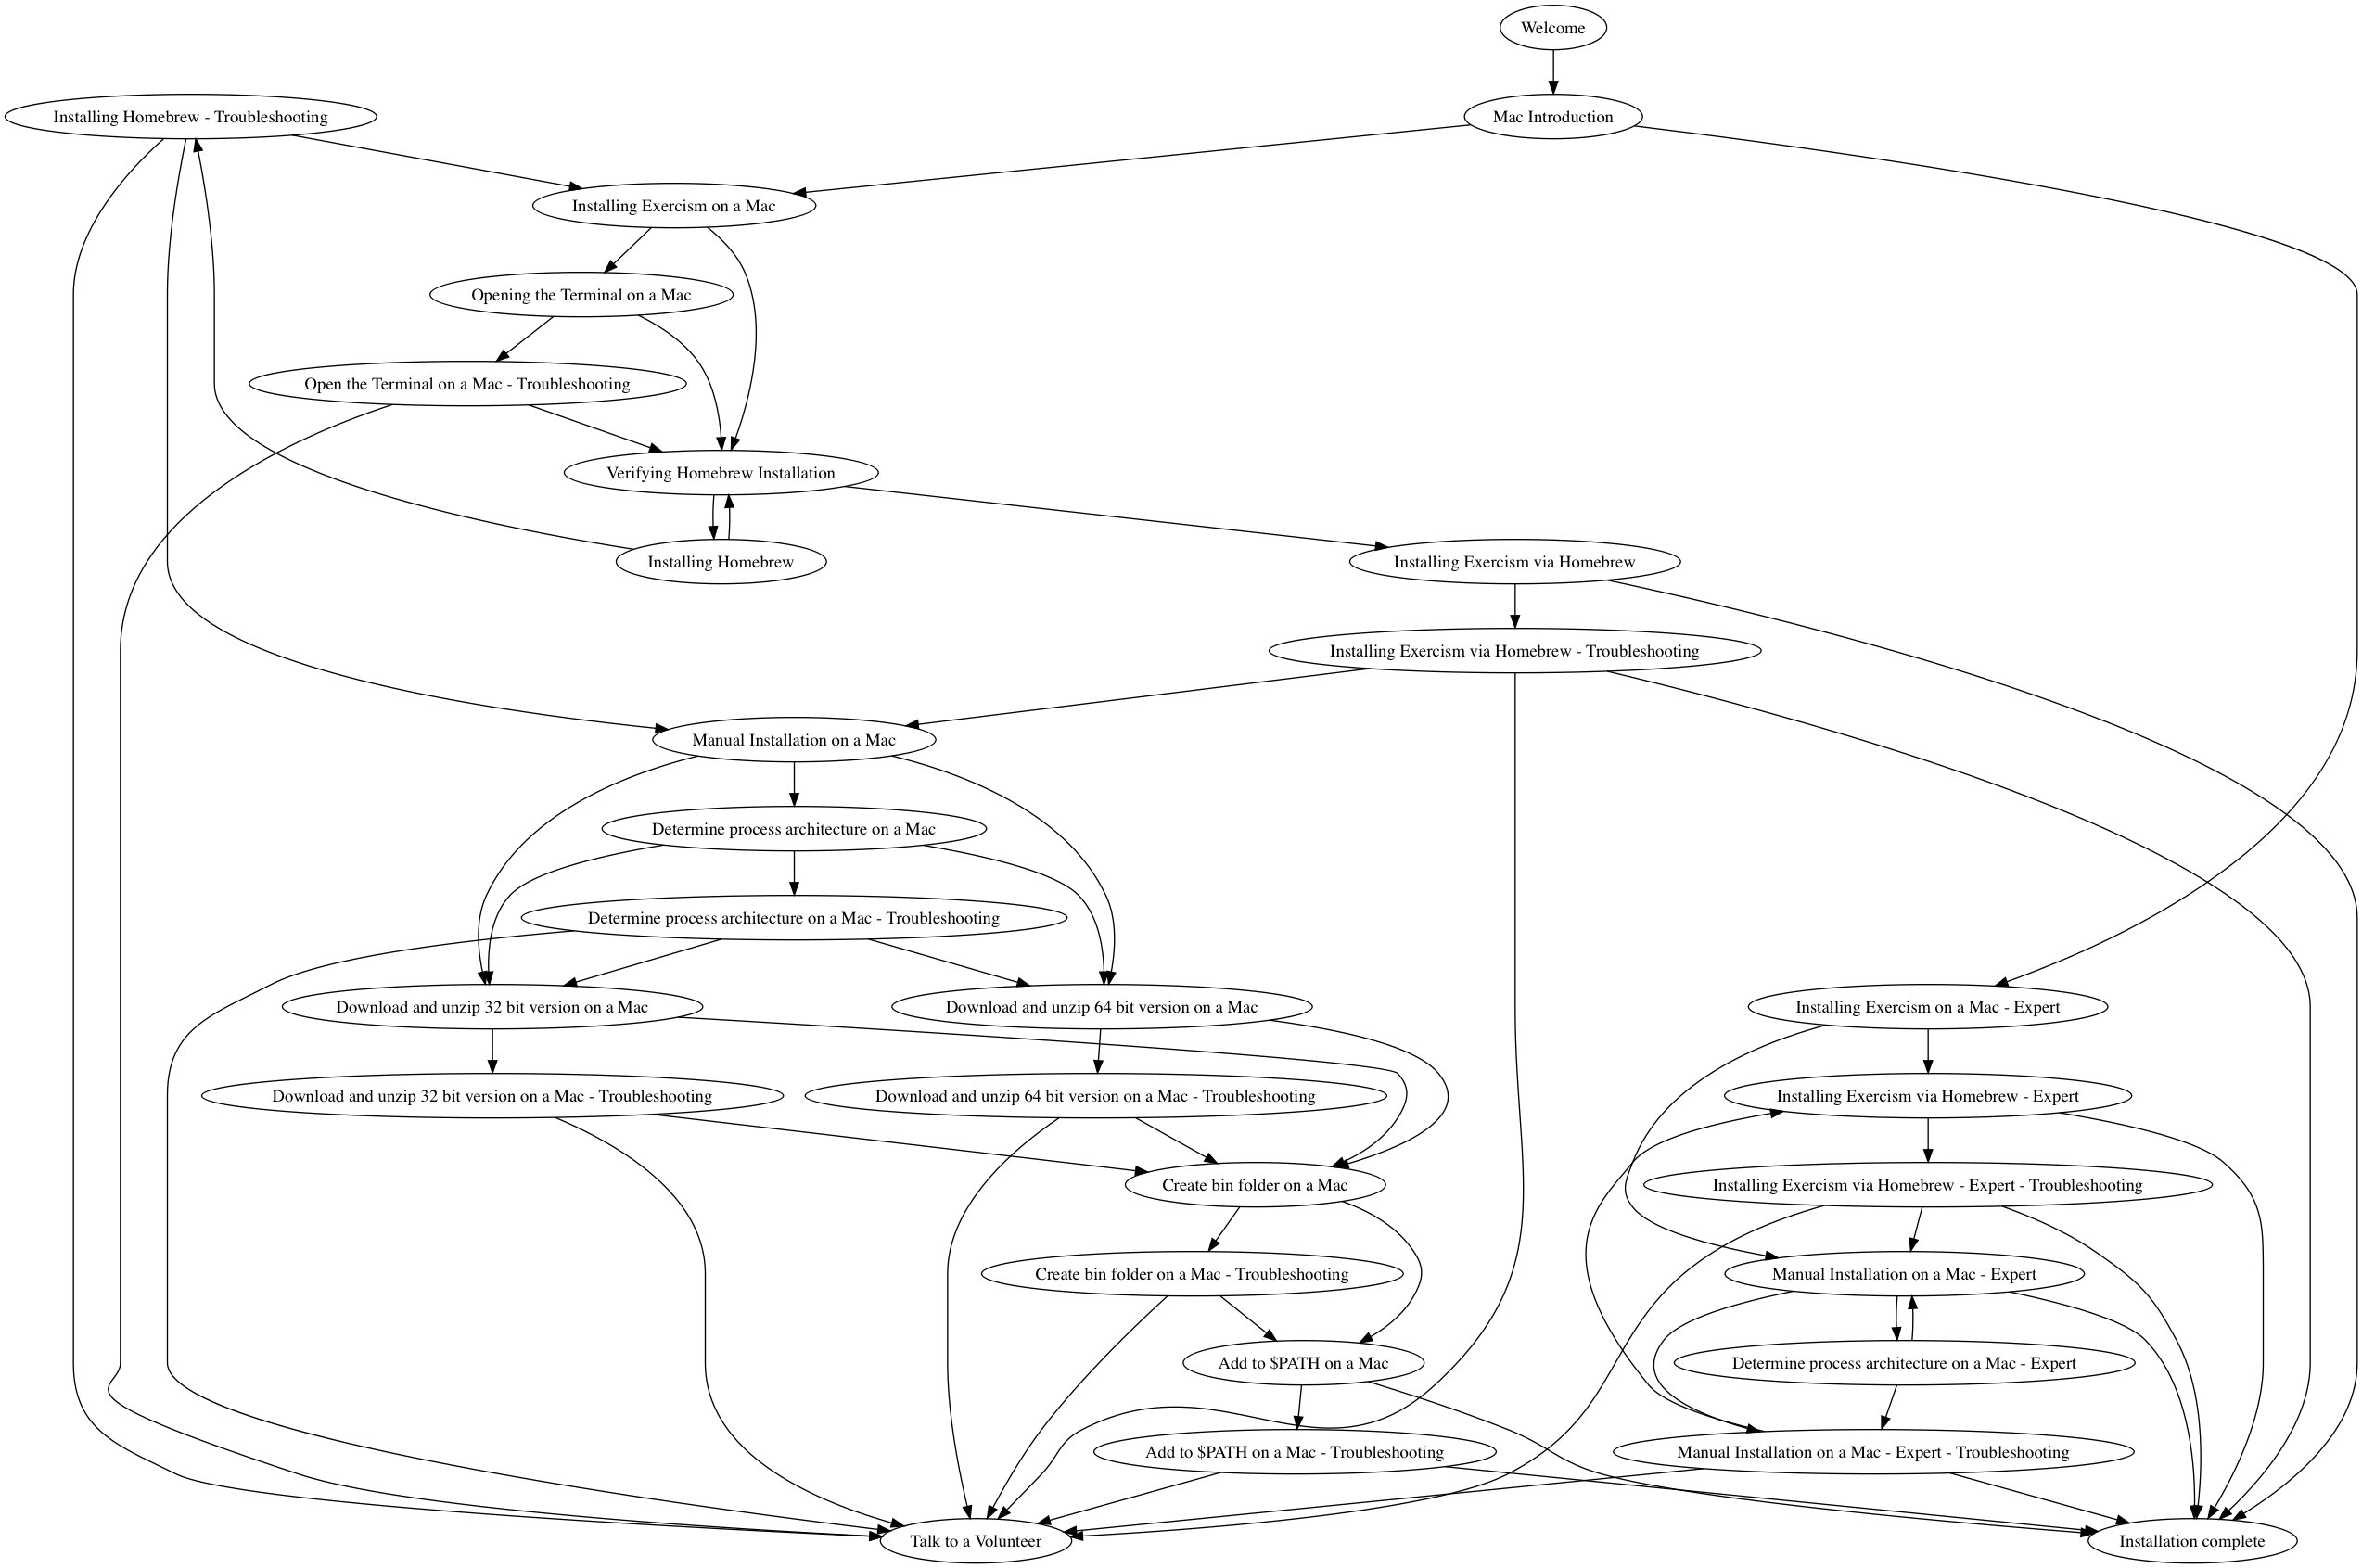 Welcome
Installing Homebrew - Troubleshooting
Mac Introduction
Installing Exercism on a Mac
Opening the Terminal on a Mac
Open the Terminal on a Mac - Troubleshooting
Verifying Homebrew Installation
Installing Homebrew
Installing Exercism via Homebrew
Installing Exercism via Homebrew - Troubleshooting
Manual Installation on a Mac
Determine process architecture on a Mac
Determine process architecture on a Mac - Troubleshooting
Download and unzip 32 bit version on a Mac
Download and unzip 64 bit version on a Mac
Installing Exercism on a Mac - Expert
Download and unzip 32 bit version on a Mac - Troubleshooting
Download and unzip 64 bit version on a Mac - Troubleshooting
Installing Exercism via Homebrew - Expert
Create bin folder on a Mac
Installing Exercism via Homebrew - Expert - Troubleshooting
Create bin folder on a Mac - Troubleshooting
Manual Installation on a Mac - Expert
Add to $PATH on a Mac
Determine process architecture on a Mac - Expert
Add to $PATH on a Mac - Troubleshooting
Manual Installation on a Mac - Expert - Troubleshooting
Talk to a Volunteer
Installation complete